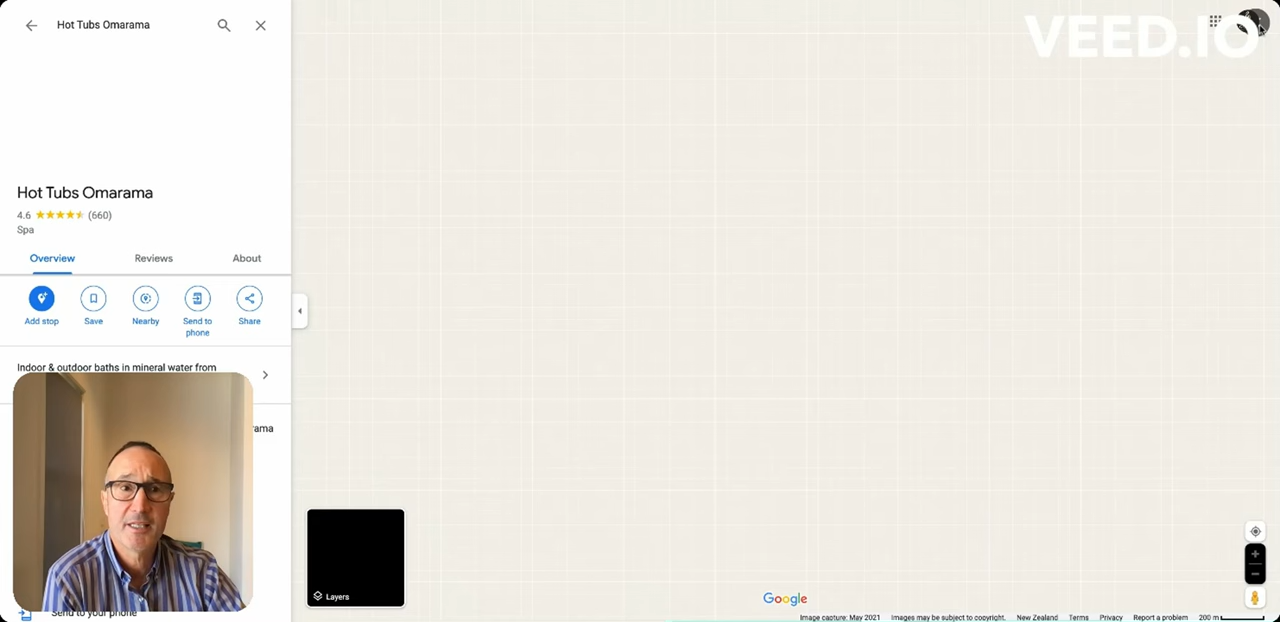 Hot Tubs Omarama
VEED.IO
Hot Tubs Omarama
4.6 (660)
Spa
Overview Reviews About
Add stop
Save
Nearby
Send to
phone
Share
Indoor & outdoor baths in mineral water from
rama
Send to your phone
Layers
Google
Image capture: May 2021 Images may be subject to copyright. New Zealand Terms Privacy Report a problem 200 m